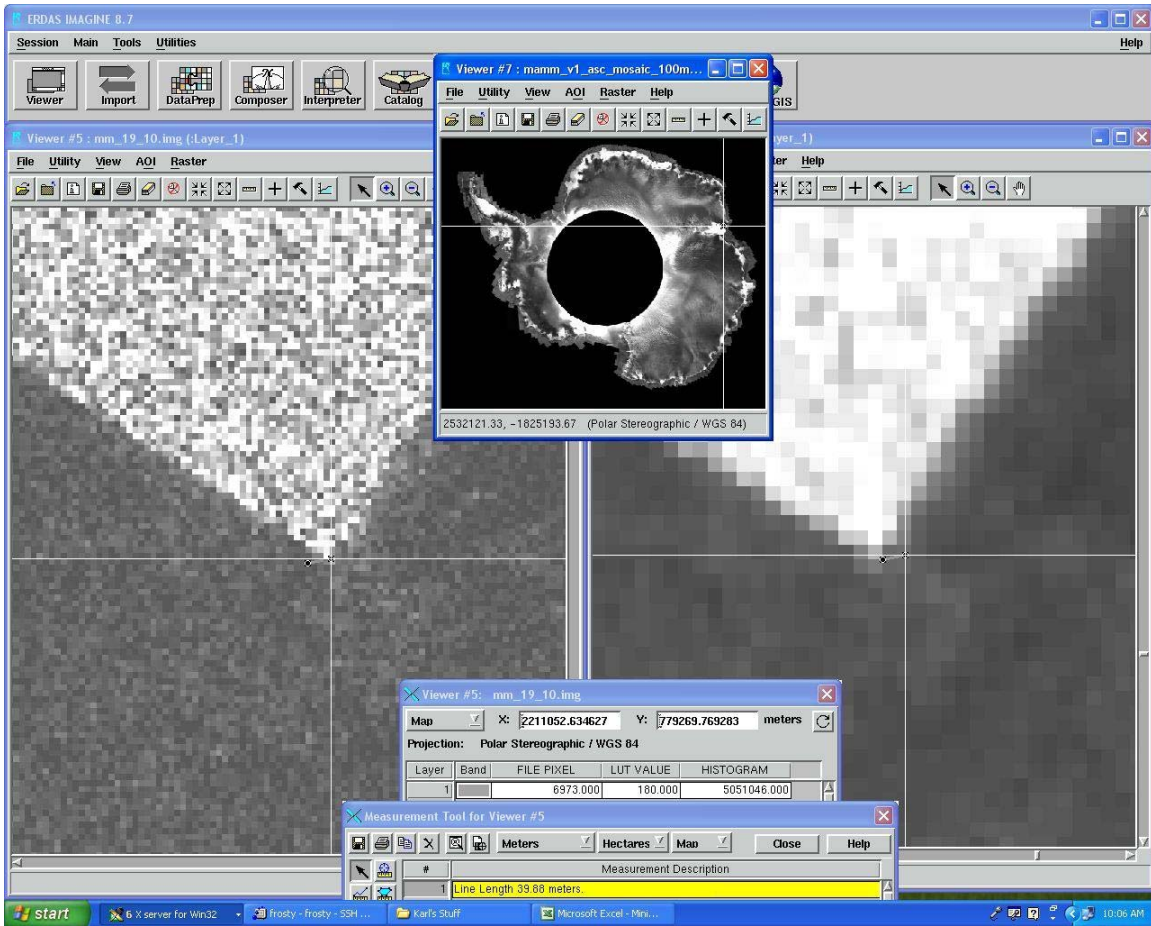 ERDAS IMAGINE 8.7
Session Main Tools Utilities Help
Viewer Import DataPrep Composer Interpreter Catalog GIS
Viewer #7 : mamm_v1_asc_mosaic_100m...
File Utility View AOI Raster Help
2532121.33, -1825193.67 (Polar Stereographic / WGS 84)
Viewer #5 : mm_19_10.img (:Layer_1)
File Utility View AOI Raster
yer_1)
ter Help
Viewer #5: mm_19_10.img
Map X: 2211052.634627 Y: 779269.769283 meters
Projection: Polar Stereographic / WGS 84
Layer Band FILE PIXEL LUT VALUE HISTOGRAM
1 6973.000 180.000 5051046.000
Measurement Tool for Viewer #5
Meters Hectares Map Close Help
# Measurement Description
1 Line Length 39.88 meters.
start 6 X server for Win32 frosty - frosty - SSH ... Karl's Stuff Microsoft Excel - Mini... 10:06 AM